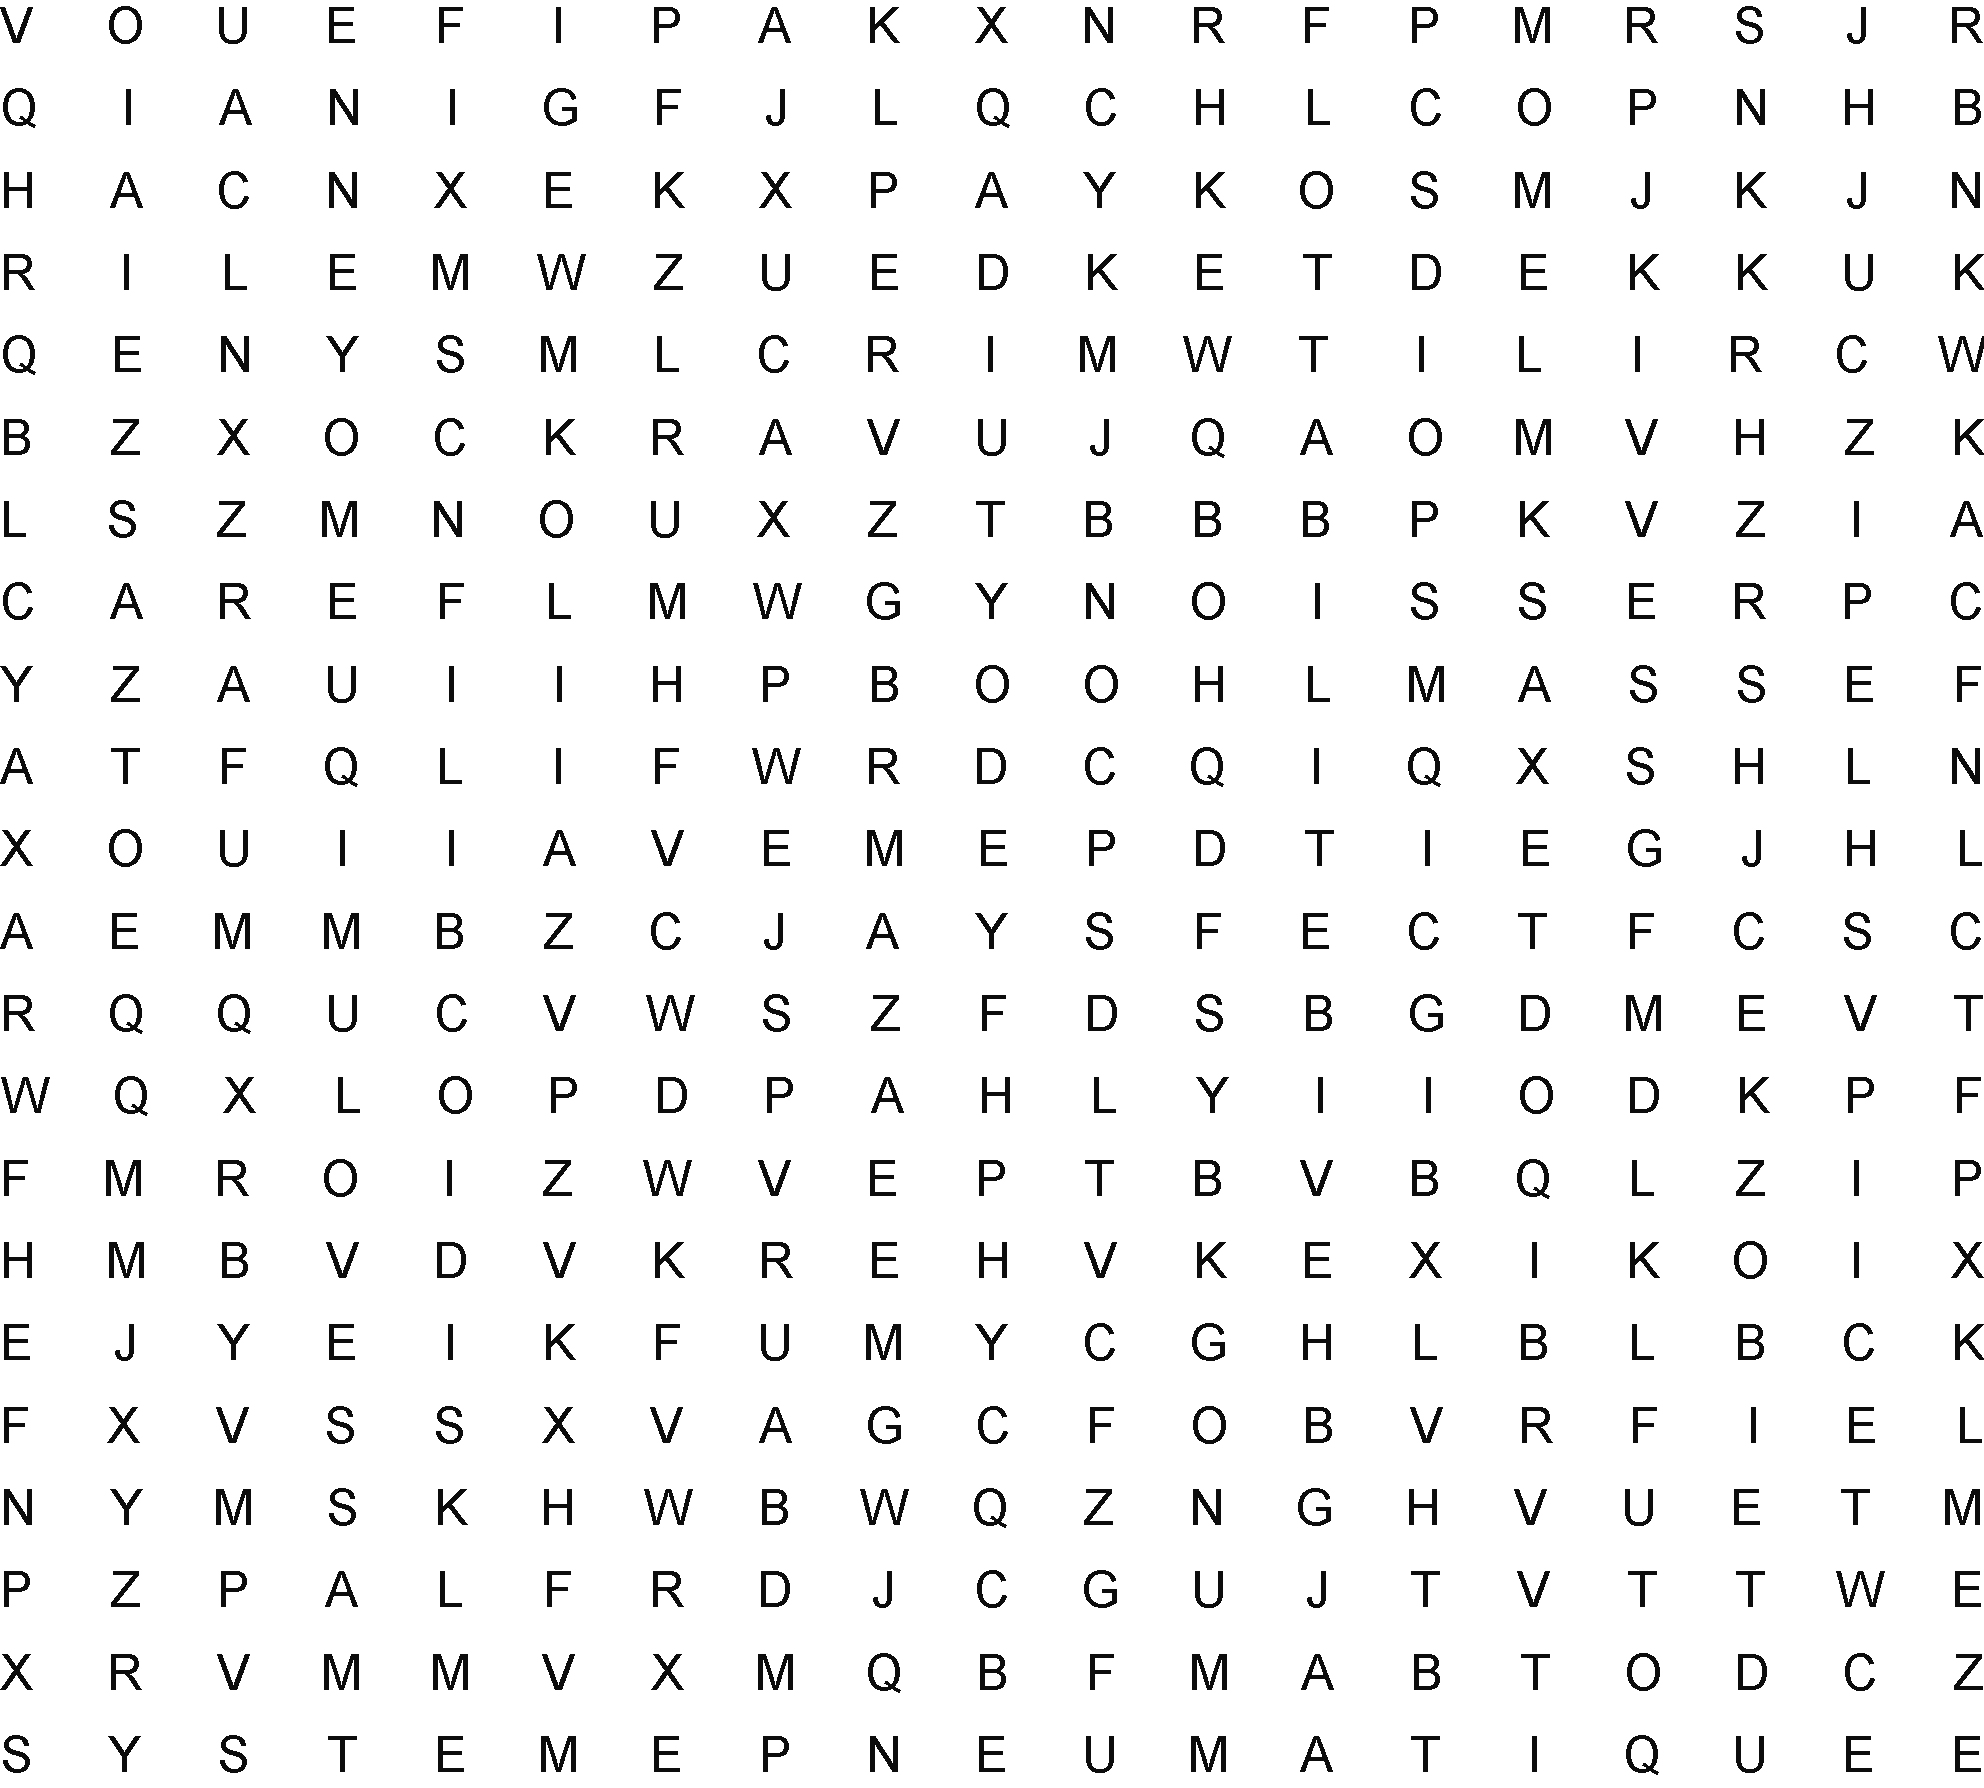 V O U E F I P A K X N R F P M R S J R
Q I A N I G F J L Q C H L C O P N H B
H A C N X E K X P A Y K O S M J K J N
R I L E M W Z U E D K E T D E K K U K
Q E N Y S M L C R I M W T I L I R C W
B Z X O C K R A V U J Q A O M V H Z K
L S Z M N O U X Z T B B B P K V Z I A
C A R E F L M W G Y N O I S S E R P C
Y Z A U I I H P B O O H L M A S S E F
A T F Q L I F W R D C Q I Q X S H L N
X O U I I A V E M E P D T I E G J H L
A E M M B Z C J A Y S F E C T F C S C
R Q Q U C V W S Z F D S B G D M E V T
W Q X L O P D P A H L Y I I O D K P F
F M R O I Z W V E P T B V B Q L Z I P
H M B V D V K R E H V K E X I K O I X
E J Y E I K F U M Y C G H L B L B C K
F X V S S X V A G C F O B V R F I E L
N Y M S K H W B W Q Z N G H V U E T M
P Z P A L F R D J C G U J T V T T W E
X R V M M V X M Q B F M A B T O D C Z
S Y S T E M E P N E U M A T I Q U E E